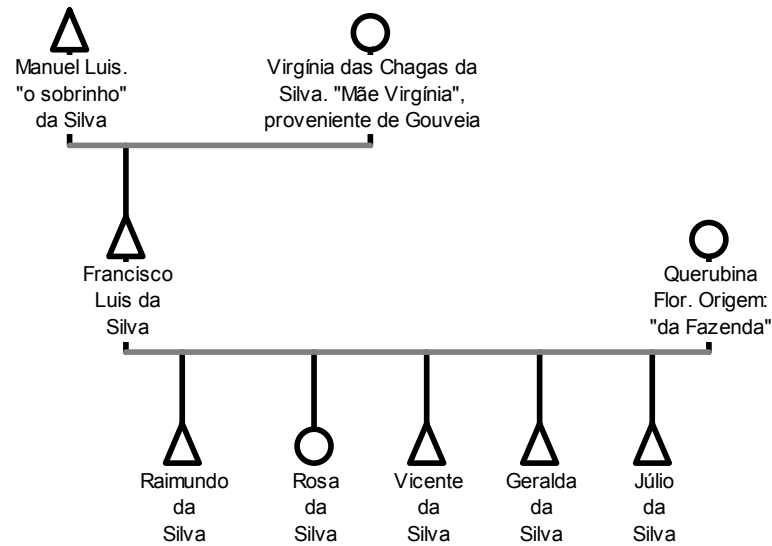 Manuel Luis.
"o sobrinho"
da Silva
Virgínia das Chagas da
Silva. "Mãe Virgínia",
proveniente de Gouveia
Francisco
Luis da
Silva
Querubina
Flor. Origem:
"da Fazenda"
Raimundo
da
Silva
Rosa
da
Silva
Vicente
da
Silva
Geralda
da
Silva
Júlio
da
Silva